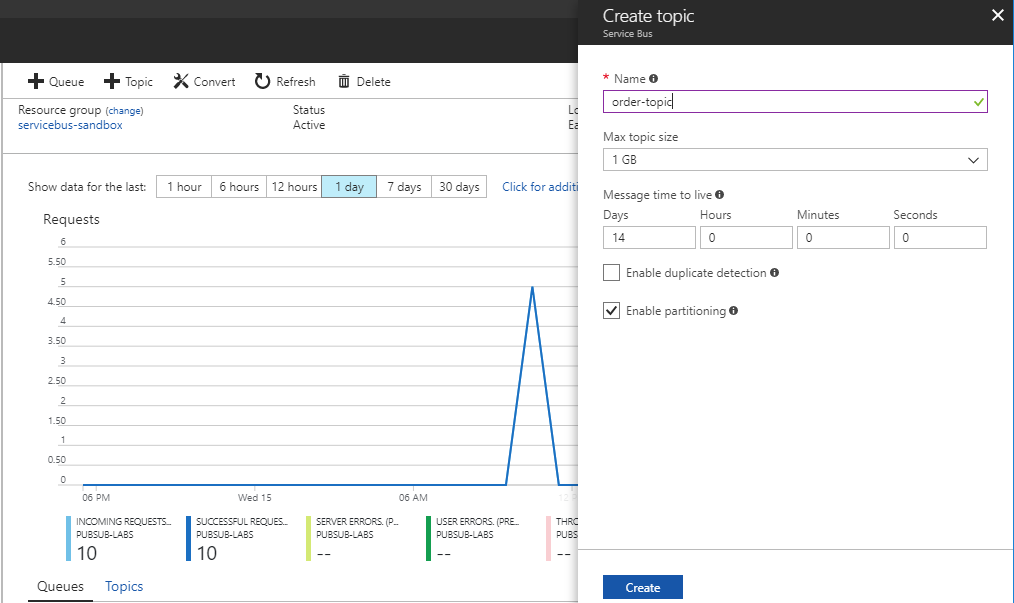 Create topic
Service Bus
Queue Topic Convert Refresh Delete
Resource group (change) Status
servicebus-sandbox Active
Show data for the last: 1 hour 6 hours 12 hours 1 day 7 days 30 days Click for additi
Requests
6
5.50
5
4.50
4
3.50
3
2.50
2
1.50
1
0.50
0
06 PM Wed 15 06 AM
INCOMING REQUESTS... SUCCESSFUL REQUES... SERVER ERRORS. (P... USER ERRORS. (PRE...
PUBSUB-LABS PUBSUB-LABS PUBSUB-LABS PUBSUB-LABS
10 10 -- -- --
Queues Topics
* Name
order-topic
Max topic size
1 GB
Message time to live
Days Hours Minutes Seconds
14 0 0 0
Enable duplicate detection
Enable partitioning
Create